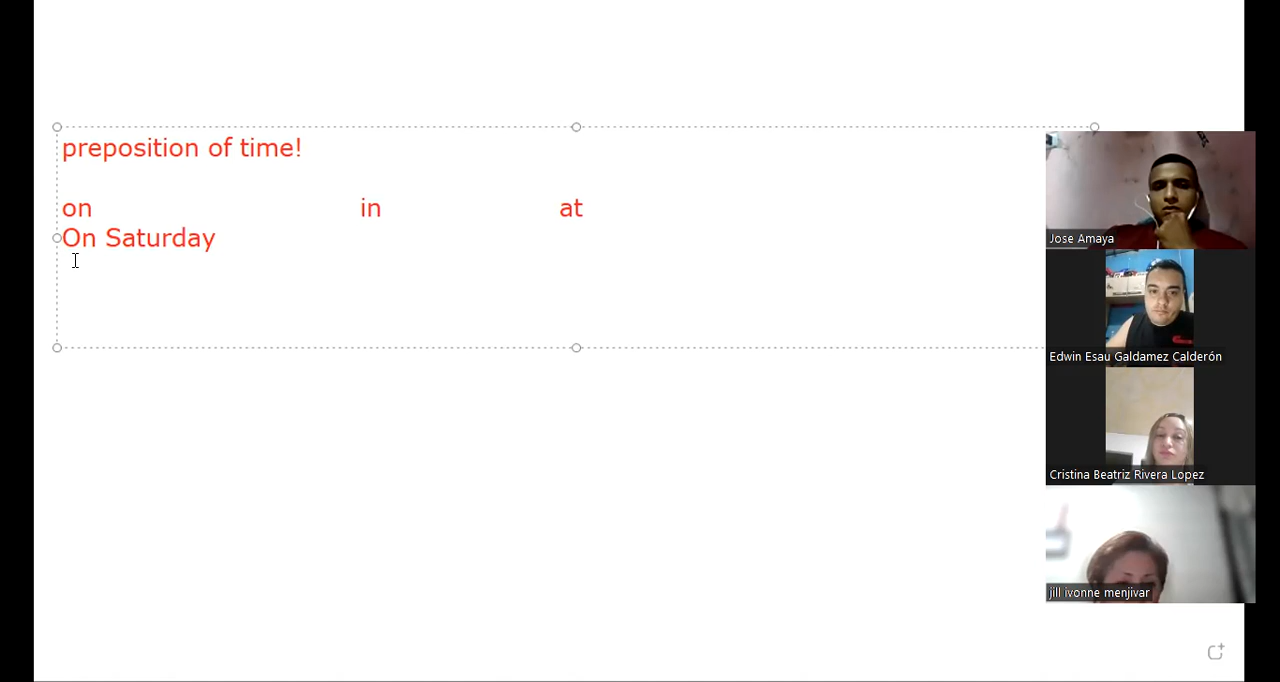 preposition of time!
on in at
On Saturday
Jose Amaya
Edwin Esau Galdamez Calderón
Cristina Beatriz Rivera Lopez
jill ivonne menjivar